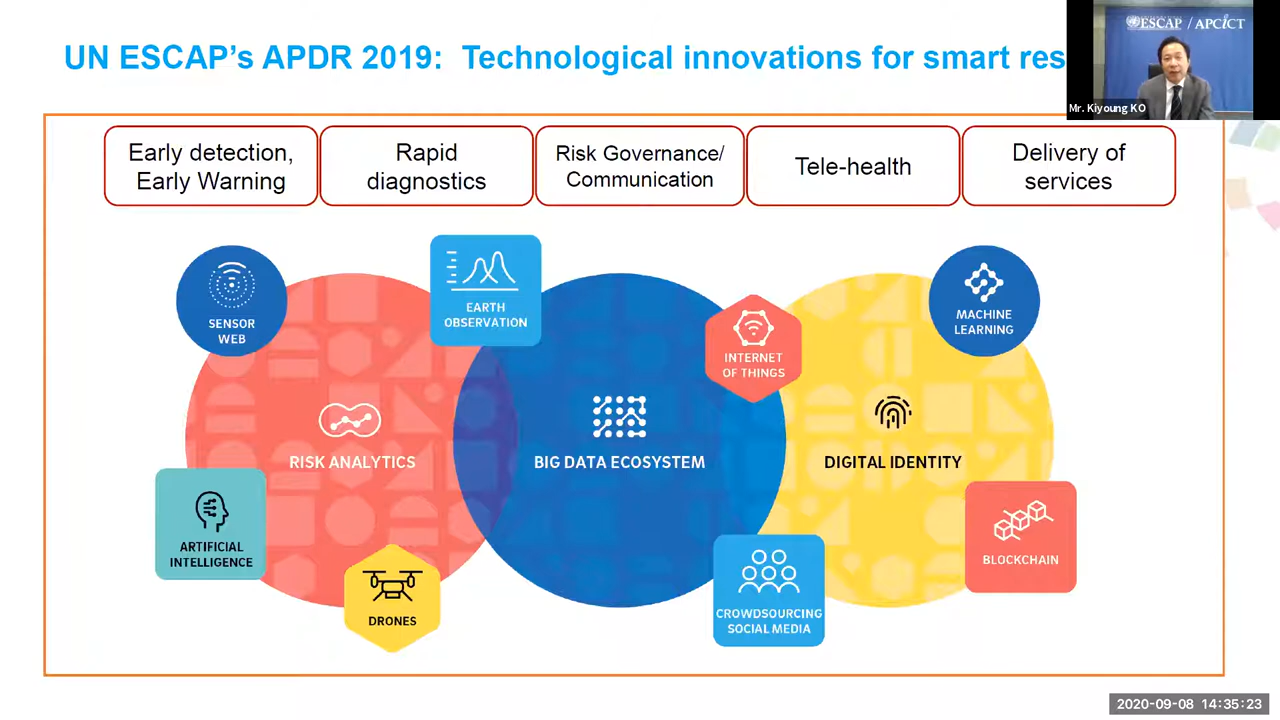 UN ESCAP's APDR 2019: Technological innovations for smart res
ESCAP / APCICT
Mr. Kiyoung KO
Early detection,
Early Warning
Rapid
diagnostics
Risk Governance/
Communication
Tele-health
Delivery of
services
SENSOR
WEB
EARTH
OBSERVATION
INTERNET
OF THINGS
MACHINE
LEARNING
RISK ANALYTICS
BIG DATA ECOSYSTEM
DIGITAL IDENTITY
ARTIFICIAL
INTELLIGENCE
DRONES
CROWDSOURCING
SOCIAL MEDIA
BLOCKCHAIN
2020-09-08 14:35:23